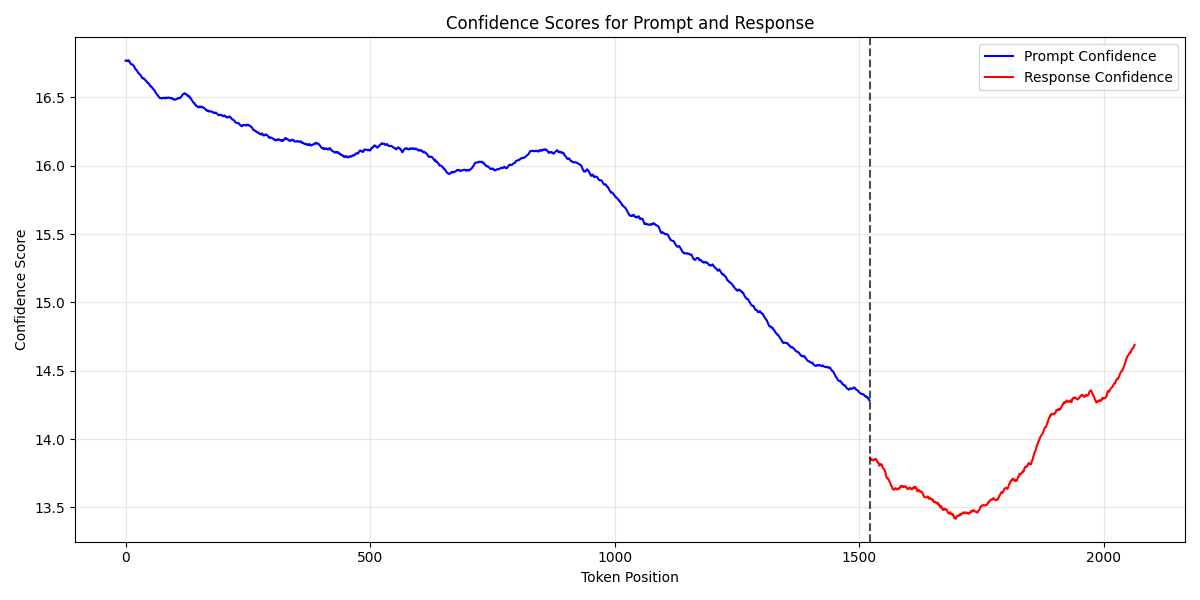 Confidence Scores for Prompt and Response
Prompt Confidence
Response Confidence
Confidence Score
16.5
16.0
15.5
15.0
14.5
14.0
13.5
0
500
1000
1500
2000
Token Position